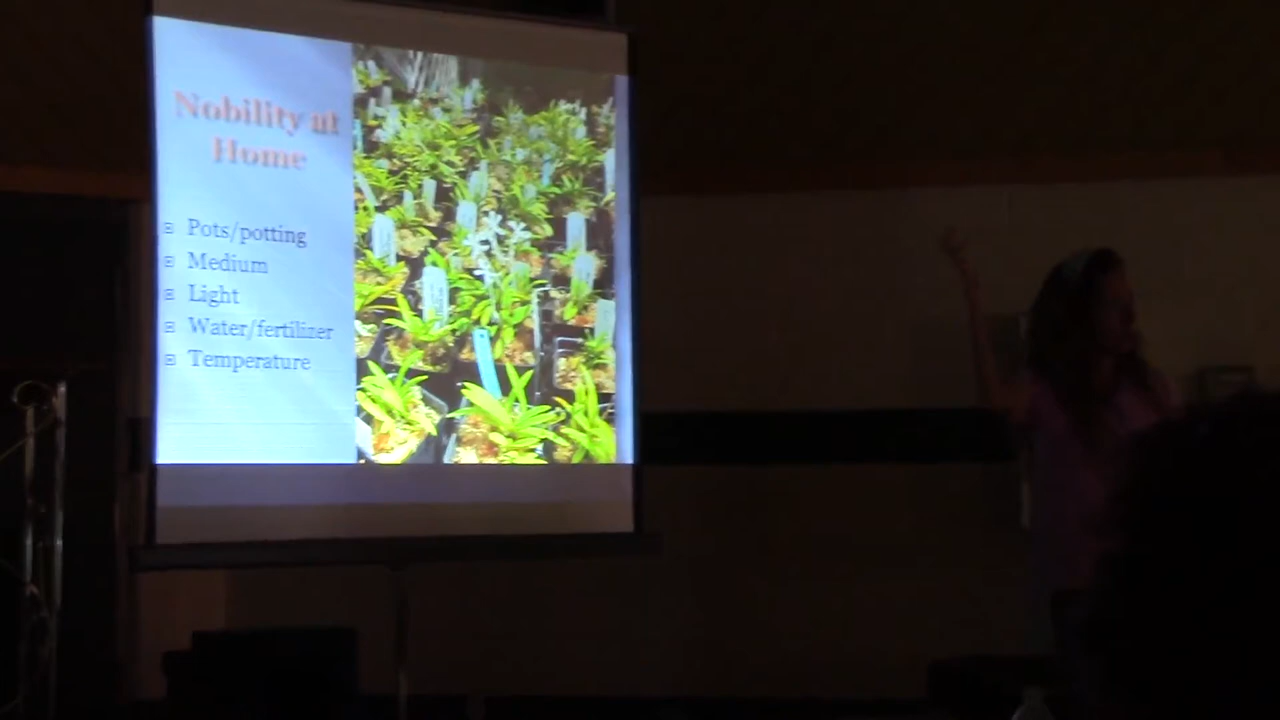 Nobility at
Home
Pots/potting
Medium
Light
Water/fertilizer
Temperature